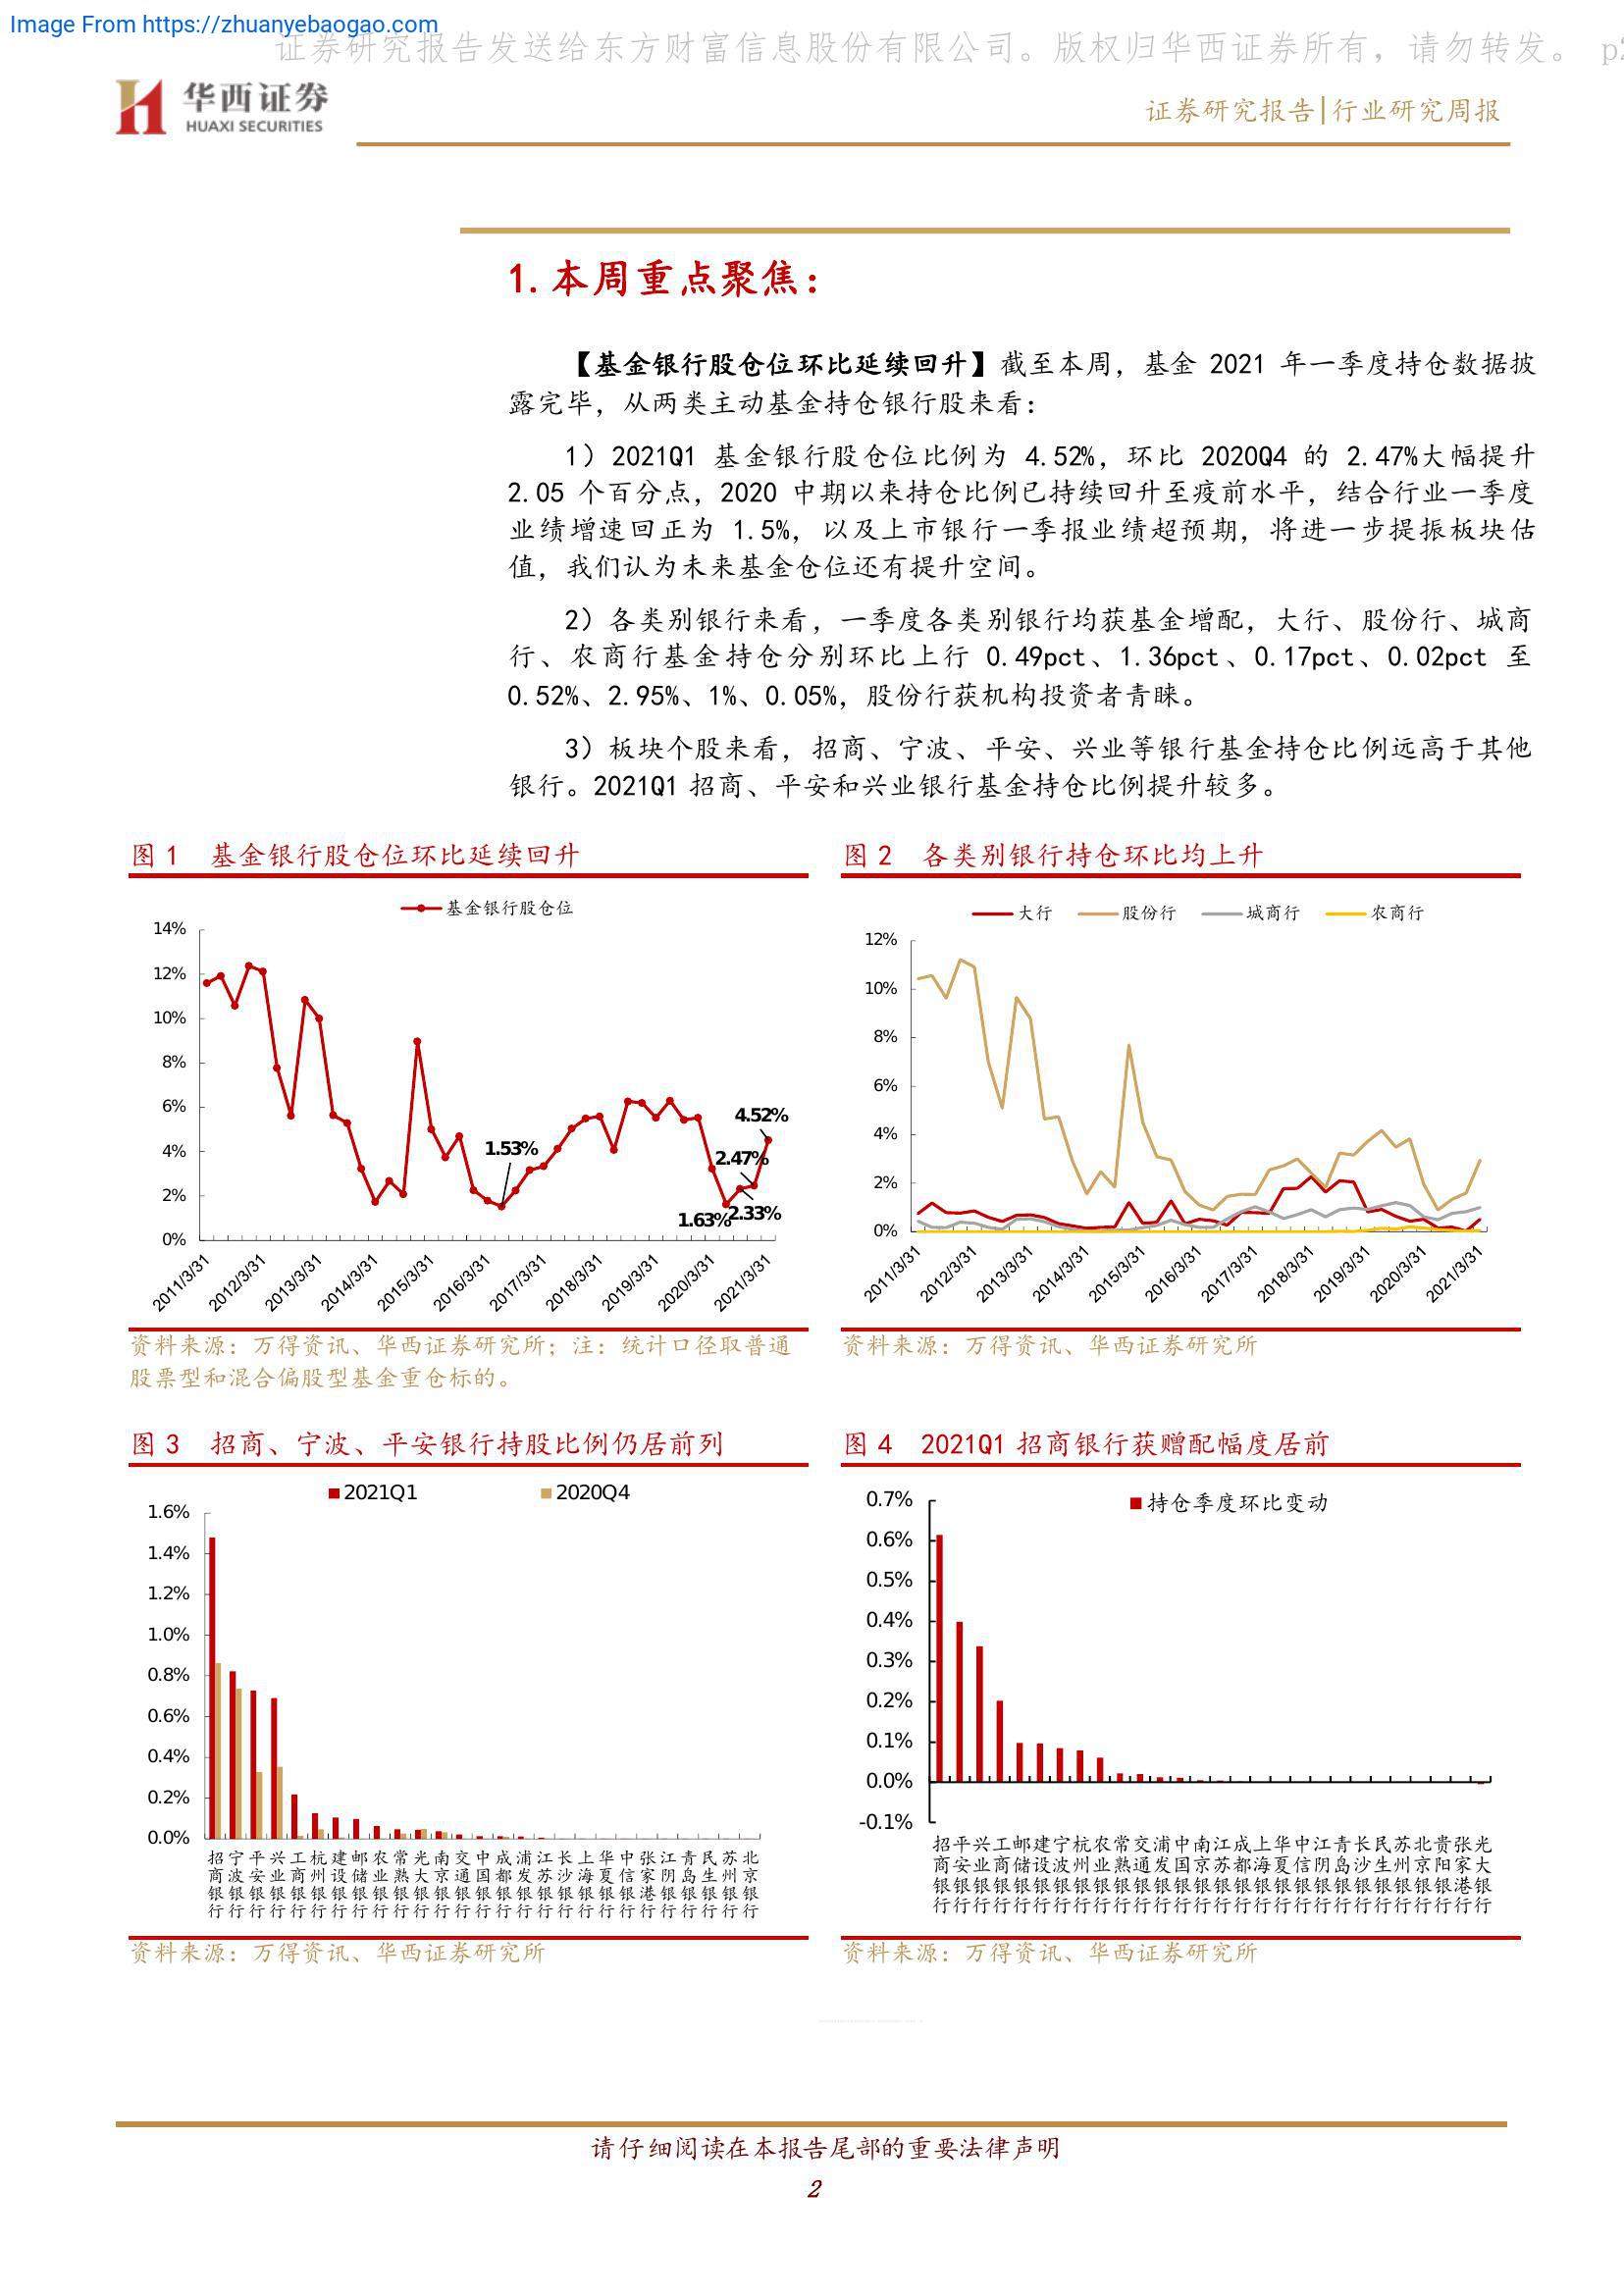 Image From https://zhuanyebaogao.com
证券研究报告发送给东方财富信息股份有限公司。版权归华西证券所有，请勿转发。 p2
华西证券
HUAXI SECURITIES
证券研究报告|行业研究周报
1.本周重点聚焦：
【基金银行股仓位环比延续回升】截至本周，基金 2021 年一季度持仓数据披
露完毕，从两类主动基金持仓银行股来看：
1）2021Q1 基金银行股仓位比例为 4.52%，环比 2020Q4 的 2.47%大幅提升
2.05 个百分点，2020 中期以来持仓比例已持续回升至疫前水平，结合行业一季度
业绩增速回正为 1.5%，以及上市银行一季报业绩超预期，将进一步提振板块估
值，我们认为未来基金仓位还有提升空间。
2）各类别银行来看，一季度各类别银行均获基金增配，大行、股份行、城商
行、农商行基金持仓分别环比上行 0.49pct、1.36pct、0.17pct、0.02pct 至
0.52%、2.95%、1%、0.05%，股份行获机构投资者青睐。
3）板块个股来看，招商、宁波、平安、兴业等银行基金持仓比例远高于其他
银行。2021Q1 招商、平安和兴业银行基金持仓比例提升较多。
图 1 基金银行股仓位环比延续回升
基金银行股仓位
14%
12%
10%
8%
6%
4%
2%
0%
1.53%
1.63%
2.33%
2.47%
4.52%
2011/3/31
2012/3/31
2013/3/31
2014/3/31
2015/3/31
2016/3/31
2017/3/31
2018/3/31
2019/3/31
2020/3/31
2021/3/31
资料来源：万得资讯、华西证券研究所；注：统计口径取普通
股票型和混合偏股型基金重仓标的。
图 2 各类别银行持仓环比均上升
大行 股份行 城商行 农商行
12%
10%
8%
6%
4%
2%
0%
2011/3/31
2012/3/31
2013/3/31
2014/3/31
2015/3/31
2016/3/31
2017/3/31
2018/3/31
2019/3/31
2020/3/31
2021/3/31
资料来源：万得资讯、华西证券研究所
图 3 招商、宁波、平安银行持股比例仍居前列
2021Q1 2020Q4
1.6%
1.4%
1.2%
1.0%
0.8%
0.6%
0.4%
0.2%
0.0%
招商银行
宁波银行
平安银行
兴业银行
工商银行
杭州银行
建设银行
邮储银行
农业银行
常熟银行
光大银行
南京银行
交通银行
中国银行
成都银行
浦发银行
江苏银行
长沙银行
上海银行
华夏银行
中信银行
张家港行
江阴银行
青岛银行
民生银行
苏州银行
北京银行
资料来源：万得资讯、华西证券研究所
图 4 2021Q1 招商银行获赠配幅度居前
持仓季度环比变动
0.7%
0.6%
0.5%
0.4%
0.3%
0.2%
0.1%
0.0%
-0.1%
招商银行
平安银行
兴业银行
工商银行
邮储银行
建设银行
宁波银行
杭州银行
农业银行
常熟银行
交通银行
浦发银行
中国银行
南京银行
江苏银行
成都银行
上海银行
华夏银行
中信银行
江阴银行
青岛银行
长沙银行
民生银行
苏州银行
北京银行
贵阳银行
张家港行
光大银行
资料来源：万得资讯、华西证券研究所
请仔细阅读在本报告尾部的重要法律声明
2